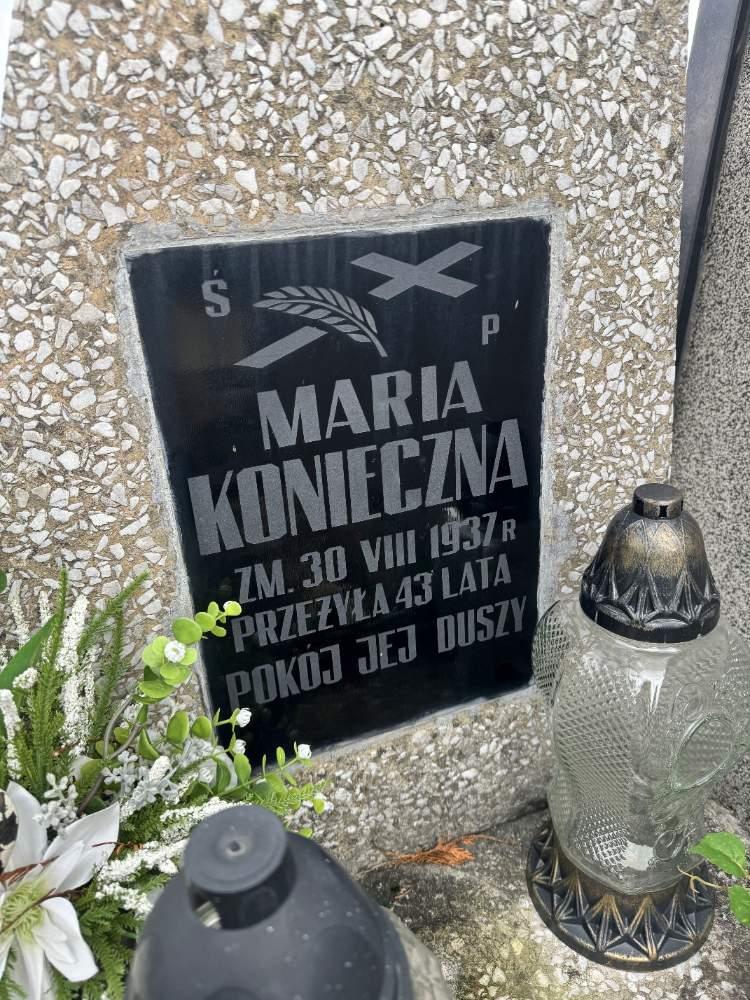 Ś P
MARIA
KONIECZNA
ZM. 30 VIII 1937 R
PRZEŻYŁA 43 LATA
POKÓJ JEJ DUSZY